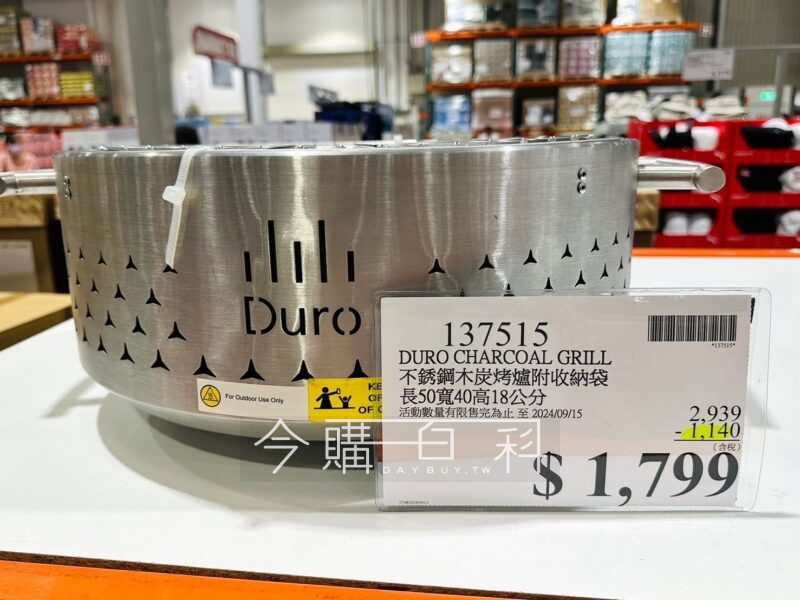 Duro
For Outdoor Use Only
137515
*137515*
DURO CHARCOAL GRILL
不銹鋼木炭烤爐附收納袋
長50寬40高18公分
活動數量有限售完為止 至 2024/09/15
2,939
- 1,140
(含稅)
$ 1,799
今購百科
DAYBUY.TW